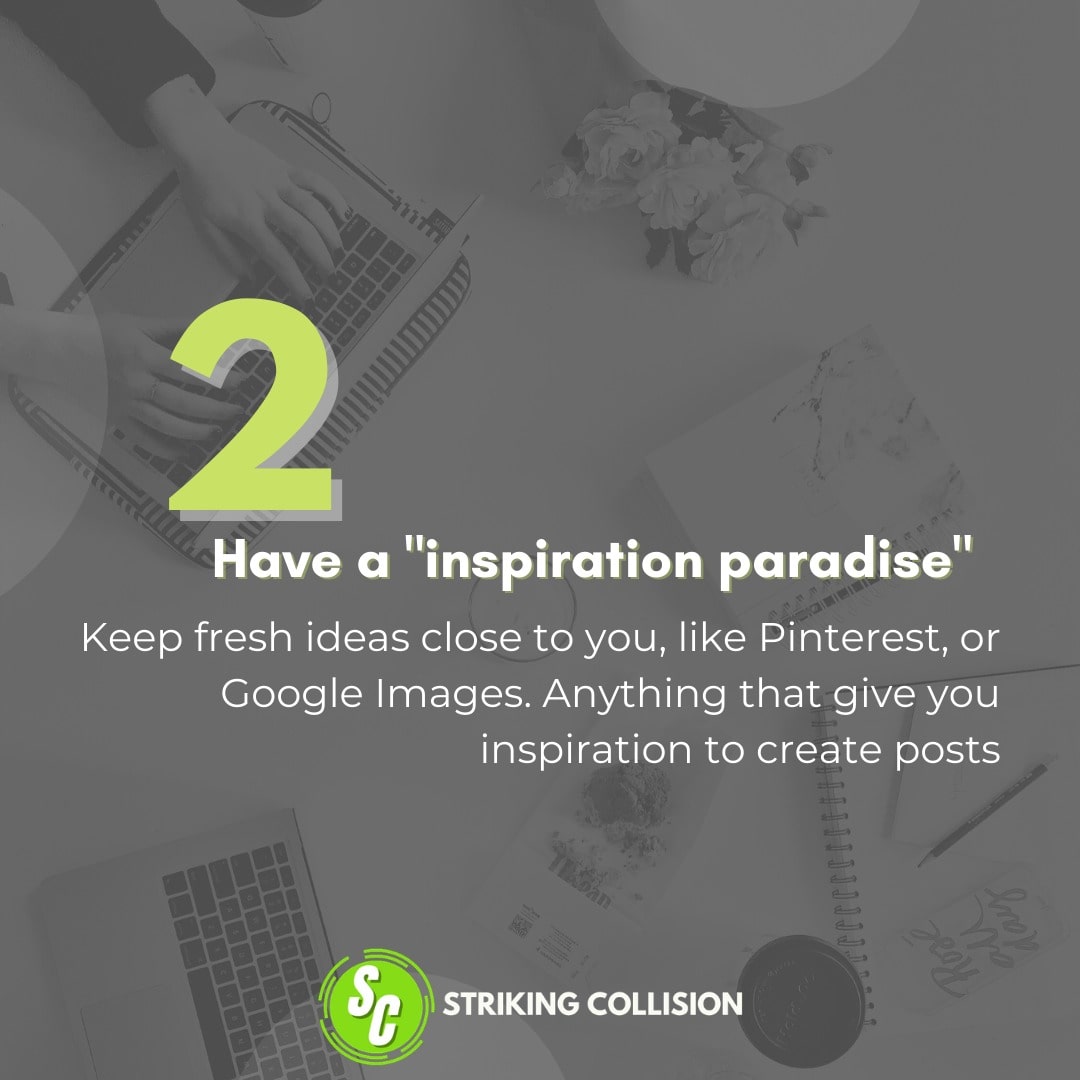 2
Have a "inspiration paradise"
Keep fresh ideas close to you, like Pinterest, or
Google Images. Anything that give you
inspiration to create posts
SC
STRIKING COLLISION